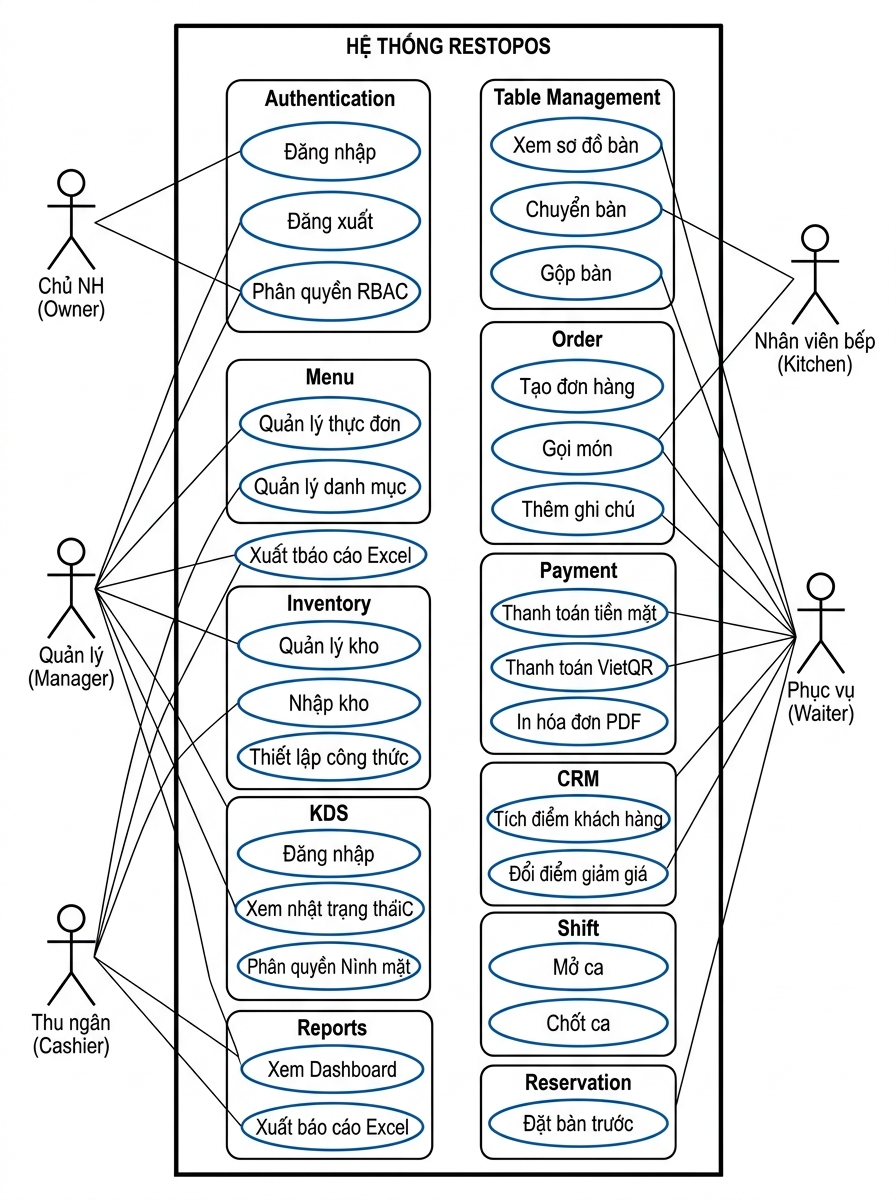 HỆ THỐNG RESTOPOS
Authentication
Đăng nhập
Đăng xuất
Phân quyền RBAC
Menu
Quản lý thực đơn
Quản lý danh mục
Xuất tbáo cáo Excel
Inventory
Quản lý kho
Nhập kho
Thiết lập công thức
KDS
Đăng nhập
Xem nhật trạng tháiC
Phân quyền Nình mặt
Reports
Xem Dashboard
Xuất báo cáo Excel
Table Management
Xem sơ đồ bàn
Chuyển bàn
Gộp bàn
Order
Tạo đơn hàng
Gọi món
Thêm ghi chú
Payment
Thanh toán tiền mặt
Thanh toán VietQR
In hóa đơn PDF
CRM
Tích điểm khách hàng
Đổi điểm giảm giá
Shift
Mở ca
Chốt ca
Reservation
Đặt bàn trước
Chủ NH
(Owner)
Quản lý
(Manager)
Thu ngân
(Cashier)
Nhân viên bếp
(Kitchen)
Phục vụ
(Waiter)